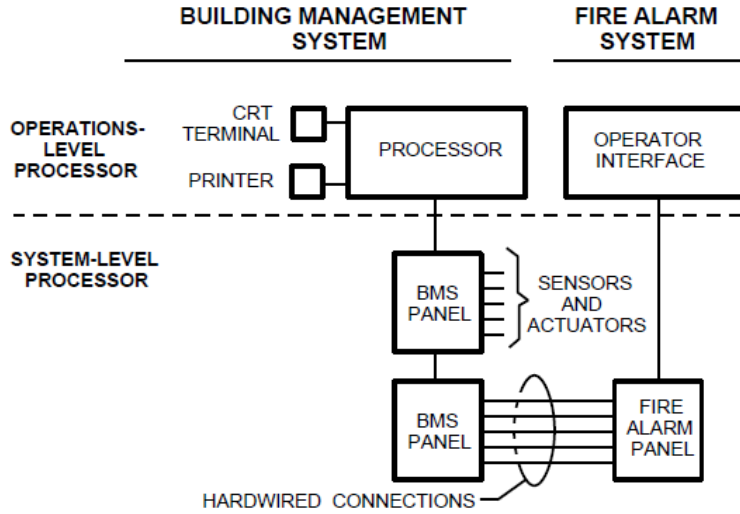 BUILDING MANAGEMENT
SYSTEM
FIRE ALARM
SYSTEM
OPERATIONS-
LEVEL
PROCESSOR
CRT
TERMINAL
PRINTER
PROCESSOR
OPERATOR
INTERFACE
SYSTEM-LEVEL
PROCESSOR
BMS
PANEL
SENSORS
AND
ACTUATORS
BMS
PANEL
FIRE
ALARM
PANEL
HARDWIRED CONNECTIONS